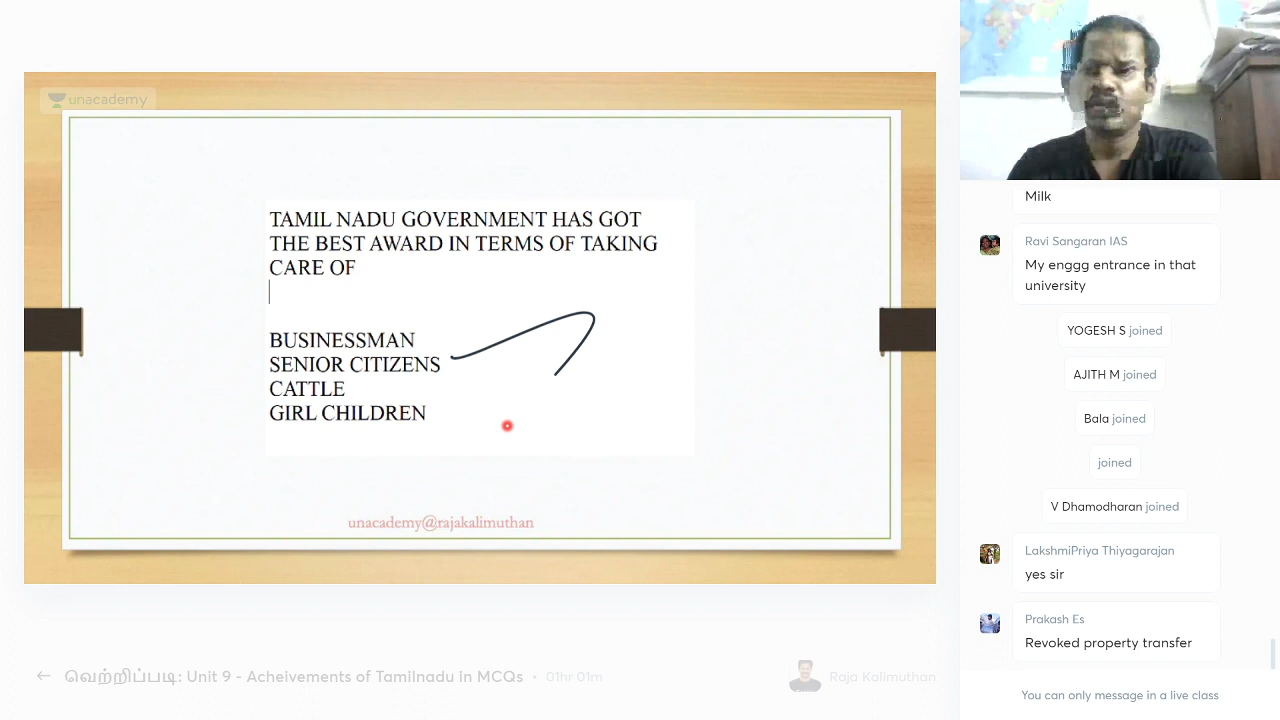 unacademy
TAMIL NADU GOVERNMENT HAS GOT
THE BEST AWARD IN TERMS OF TAKING
CARE OF
BUSINESSMAN
SENIOR CITIZENS
CATTLE
GIRL CHILDREN
unacademy@rajakalimuthan
வெற்றிப்படி: Unit 9 - Acheivements of Tamilnadu in MCQs • 01hr 01m
Raja Kalimuthan
Milk
Ravi Sangaran IAS
My enggg entrance in that
university
YOGESH S joined
AJITH M joined
Bala joined
joined
V Dhamodharan joined
LakshmiPriya Thiyagarajan
yes sir
Prakash Es
Revoked property transfer
You can only message in a live class